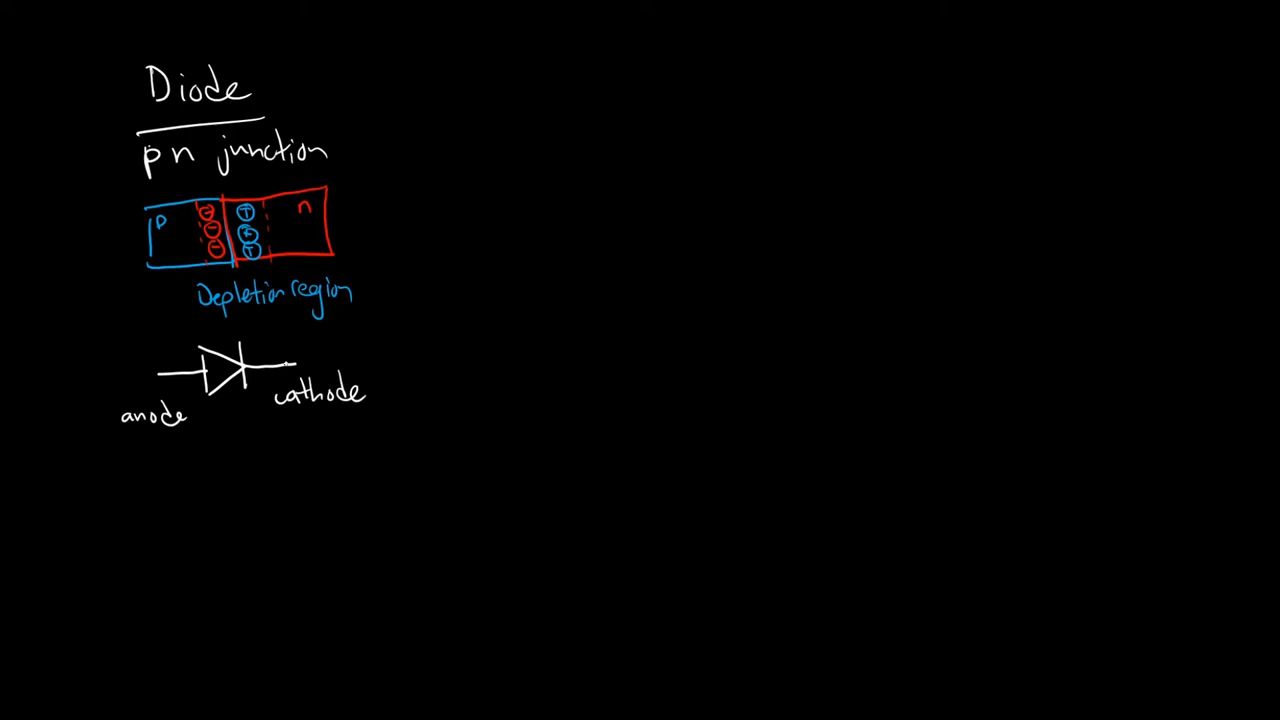 Diode
pn junction
p n
Depletion region
anode cathode